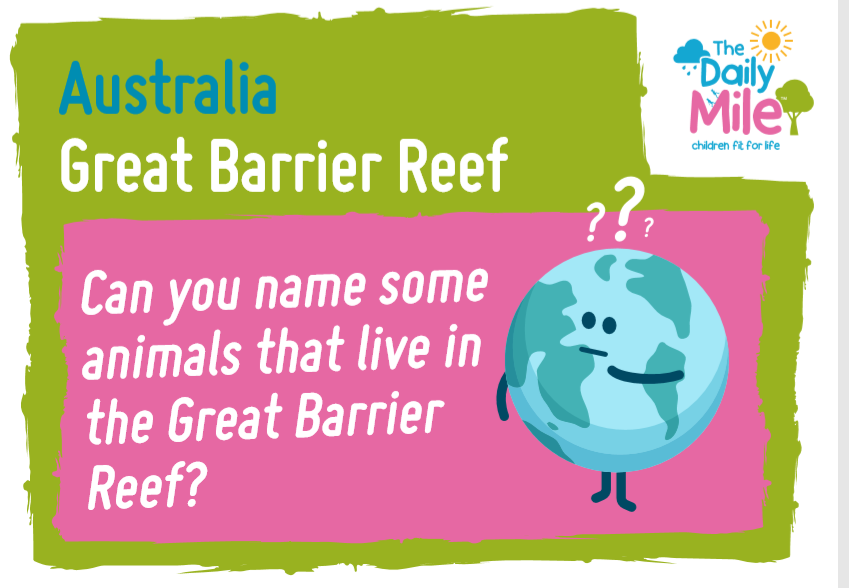 Australia
Great Barrier Reef
The
Daily
Mile™
children fit for life
???
Can you name some
animals that live in
the Great Barrier
Reef?